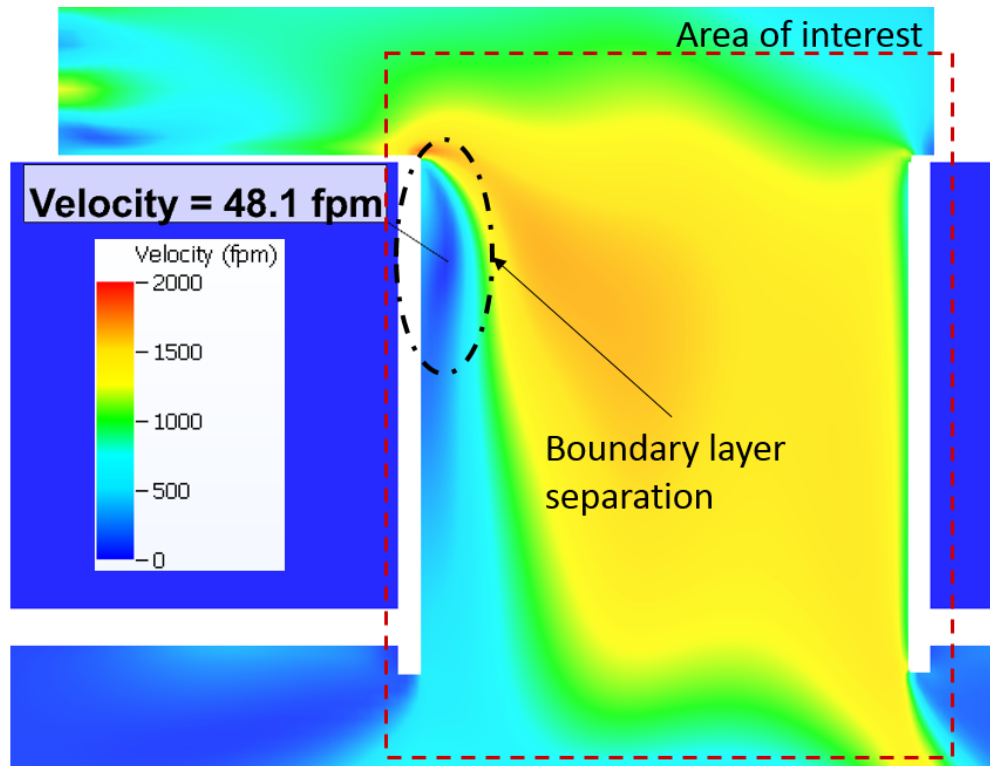 Area of interest
Velocity = 48.1 fpm
Velocity (fpm)
2000
1500
1000
500
0
Boundary layer
separation